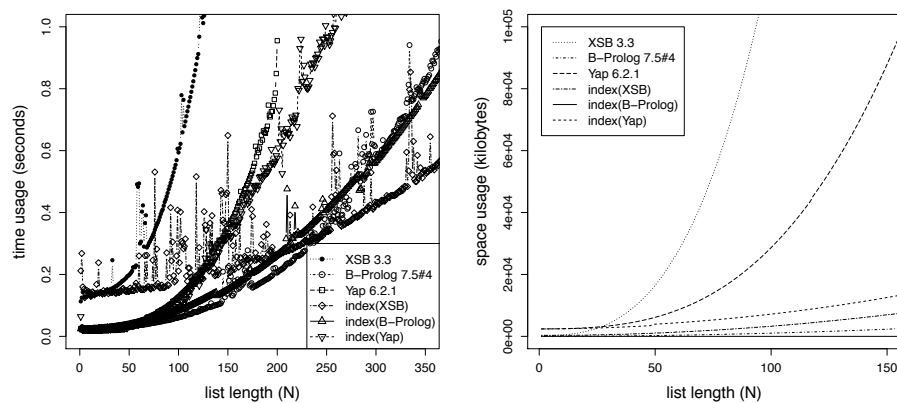 1.0
0.8
0.6
0.4
0.2
0.0
time usage (seconds)
XSB 3.3
B-Prolog 7.5#4
Yap 6.2.1
index(XSB)
index(B-Prolog)
index(Yap)
0 50 100 150 200 250 300 350
list length (N)
1e+05
8e+04
6e+04
4e+04
2e+04
0e+00
space usage (kilobytes)
XSB 3.3
B-Prolog 7.5#4
Yap 6.2.1
index(XSB)
index(B-Prolog)
index(Yap)
0 50 100 150
list length (N)